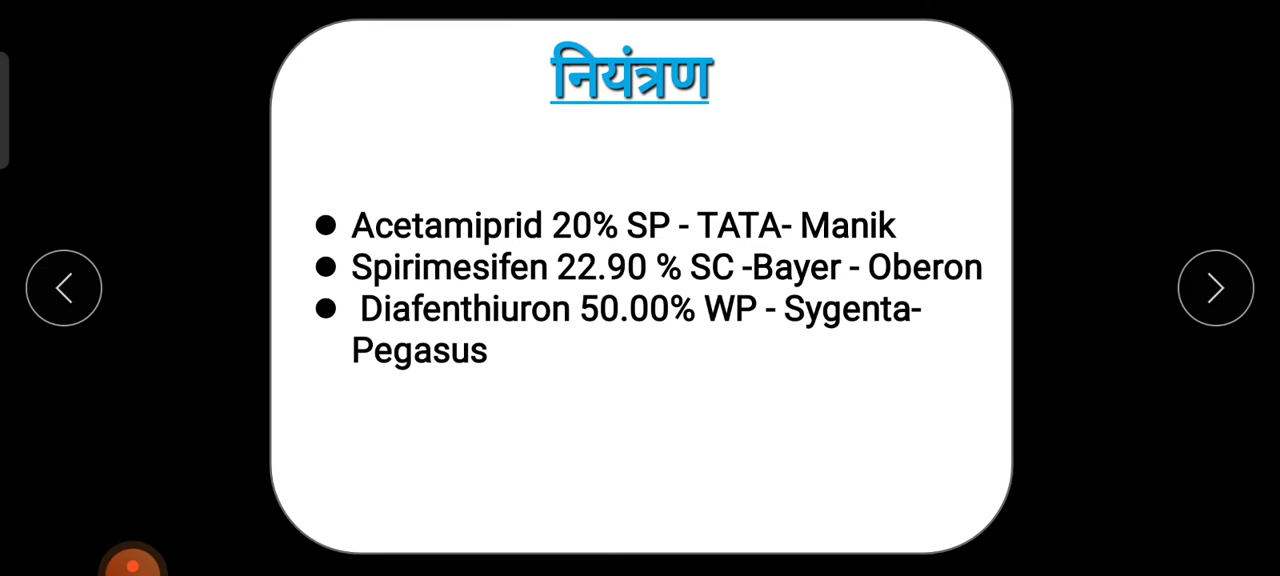 नियंत्रण
● Acetamiprid 20% SP - TATA- Manik
● Spirimesifen 22.90 % SC -Bayer - Oberon
● Diafenthiuron 50.00% WP - Sygenta-
Pegasus